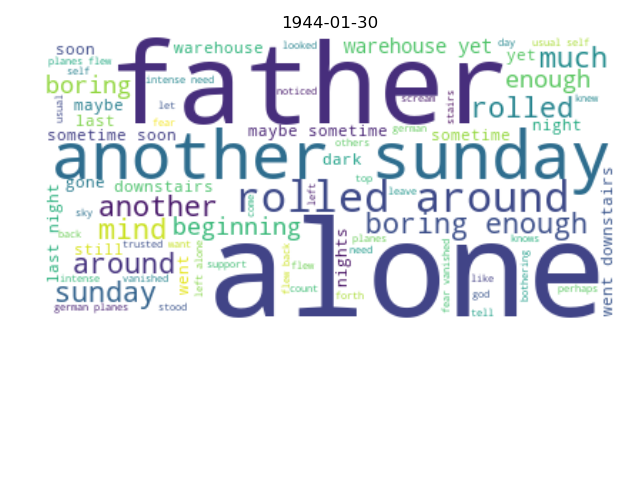 1944-01-30
soon
warehouse
looked
warehouse yet
day
usual self
planes flew
self
father
yet
much
boring
intense need
noticed
enough
usual
maybe
let
scream
stairs
rolled
knew
last
fear
night
sometime soon
maybe sometime
german
sometime
others
another sunday
dark
top
gone
downstairs
left
leave
rolled around
another
come
sky
mind
beginning
boring enough
last night
back
still
trusted
want
nights
planes
knows
went downstairs
around
went
left alone
support
flew back
flew
need
fear vanished
bothering
alone
intense
vanished
count
like
perhaps
sunday
forth
god
german planes
stood
tell